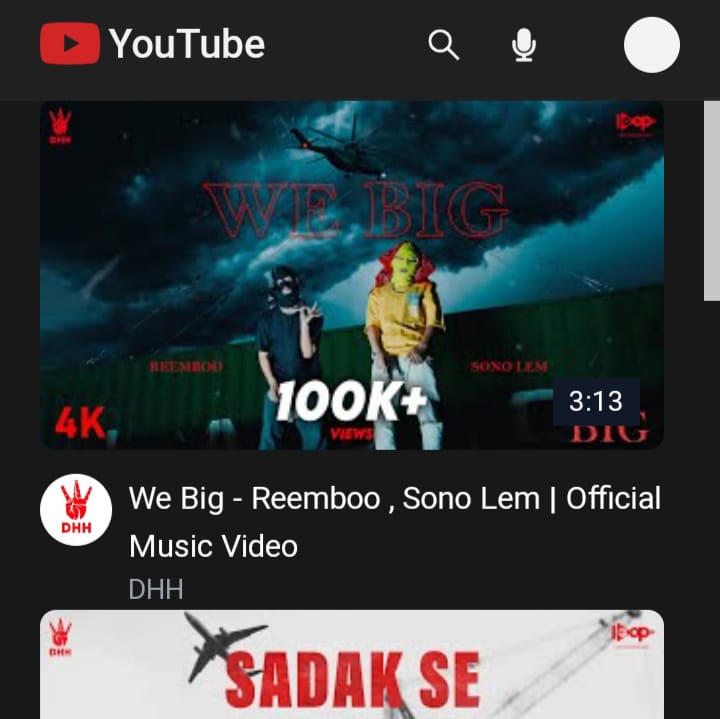 YouTube
DHH
LOOP
WE BIG
REEMBOO
SONO LEM
100K+
VIEWS
4K
3:13
BIG
DHH
We Big - Reemboo , Sono Lem | Official
Music Video
DHH
DHH
SADAK SE